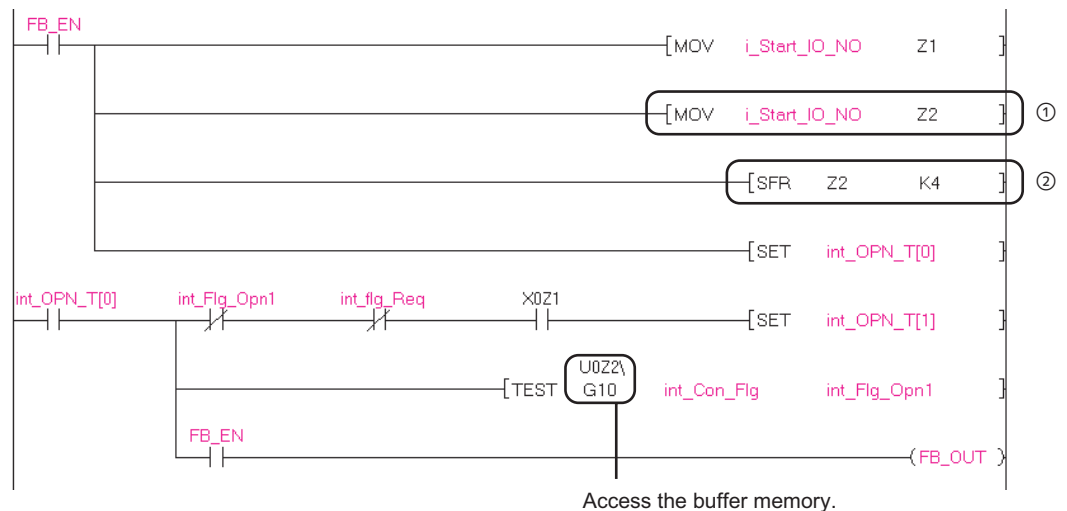 FB_EN
[MOV i_Start_IO_NO Z1 ]
[MOV i_Start_IO_NO Z2 ] ①
[SFR Z2 K4 ] ②
[SET int_OPN_T[0] ]
int_OPN_T[0] int_Flg_Opn1 int_flg_Req X0Z1
[SET int_OPN_T[1] ]
U0Z2\
[TEST G10 int_Con_Flg int_Flg_Opn1 ]
FB_EN
(FB_OUT )
Access the buffer memory.